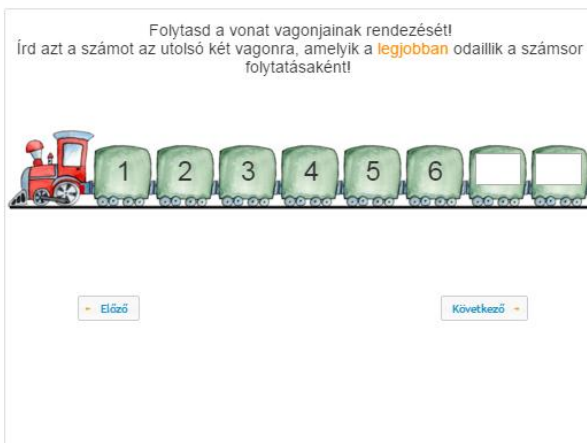 Folytasd a vonat vagonjainak rendezését!
Írd azt a számot az utolsó két vagonra, amelyik a legjobban odaillik a számsor
folytatásaként!
1 2 3 4 5 6
Előző
Következő